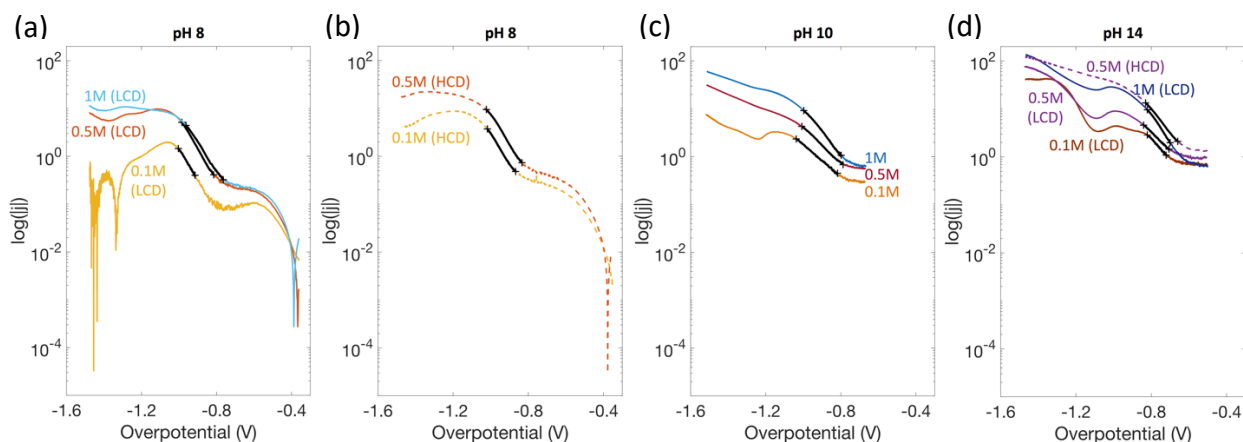 (a)
pH 8
10^2
10^0
10^-2
10^-4
log(|j|)
1M (LCD)
0.5M (LCD)
0.1M
(LCD)
-1.6
-1.2
-0.8
-0.4
Overpotential (V)
(b)
pH 8
10^2
10^0
10^-2
10^-4
log(|j|)
0.5M (HCD)
0.1M (HCD)
-1.6
-1.2
-0.8
-0.4
Overpotential (V)
(c)
pH 10
10^2
10^0
10^-2
10^-4
log(|j|)
1M
0.5M
0.1M
-1.6
-1.2
-0.8
-0.4
Overpotential (V)
(d)
pH 14
10^2
10^0
10^-2
10^-4
log(|j|)
0.5M (HCD)
1M (LCD)
0.5M
(LCD)
0.1M (LCD)
-1.6
-1.2
-0.8
-0.4
Overpotential (V)